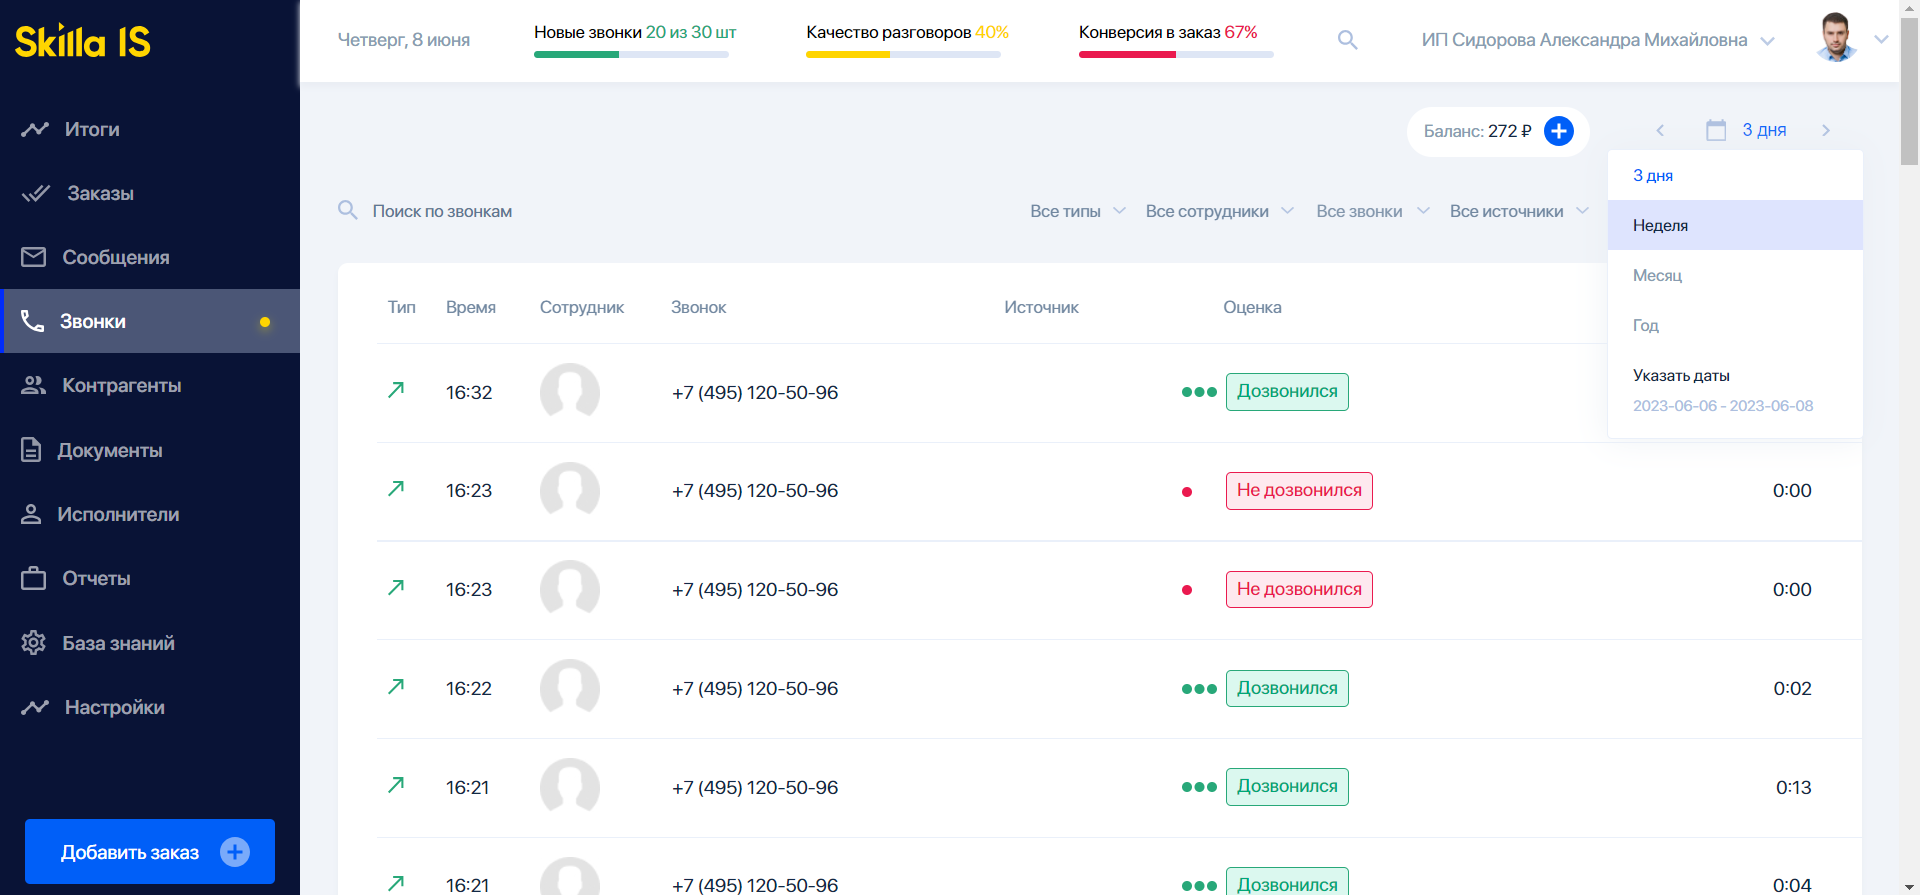 Skilla IS
Четверг, 8 июня
Новые звонки 20 из 30 шт
Качество разговоров 40%
Конверсия в заказ 67%
ИП Сидорова Александра Михайловна
Итоги
Заказы
Сообщения
Звонки
Контрагенты
Документы
Исполнители
Отчеты
База знаний
Настройки
Добавить заказ
Баланс: 272 ₽
3 дня
3 дня
Неделя
Месяц
Год
Указать даты
2023-06-06 - 2023-06-08
Поиск по звонкам
Все типы
Все сотрудники
Все звонки
Все источники
Тип Время Сотрудник Звонок Источник Оценка
16:32 +7 (495) 120-50-96 Дозвонился
16:23 +7 (495) 120-50-96 Не дозвонился 0:00
16:23 +7 (495) 120-50-96 Не дозвонился 0:00
16:22 +7 (495) 120-50-96 Дозвонился 0:02
16:21 +7 (495) 120-50-96 Дозвонился 0:13
16:21 +7 (495) 120-50-96 Дозвонился 0:04